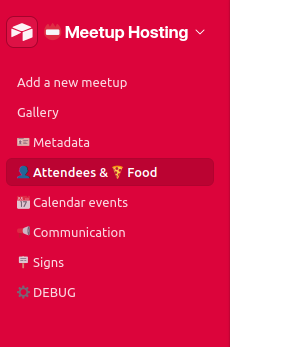 Meetup Hosting
Add a new meetup
Gallery
🪪 Metadata
👤 Attendees & 🍕 Food
📅 Calendar events
📢 Communication
🪧 Signs
⚙️ DEBUG